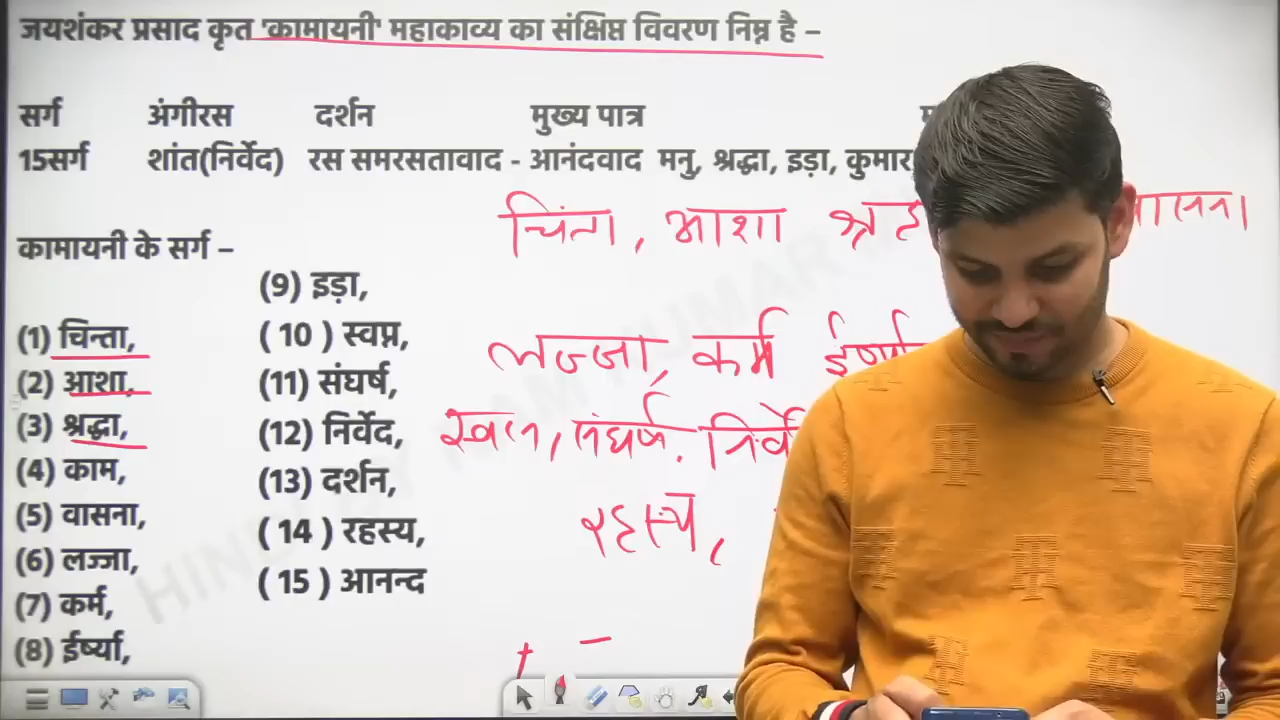 जयशंकर प्रसाद कृत 'कामायनी' महाकाव्य का संक्षिप्त विवरण निम्न है –
सर्ग अंगीरस दर्शन मुख्य पात्र
15सर्ग शांत(निर्वेद) रस समरसतावाद - आनंदवाद मनु, श्रद्धा, इड़ा, कुमार
चिंता, आशा
कामायनी के सर्ग –
(1) चिन्ता,
(2) आशा,
(3) श्रद्धा,
(4) काम,
(5) वासना,
(6) लज्जा,
(7) कर्म,
(8) ईर्ष्या,
(9) इड़ा,
( 10 ) स्वप्न,
(11) संघर्ष,
(12) निर्वेद,
(13) दर्शन,
( 14 ) रहस्य,
( 15 ) आनन्द
लज्जा, कर्म
स्वप्न, संघर्ष,
रहस्य,